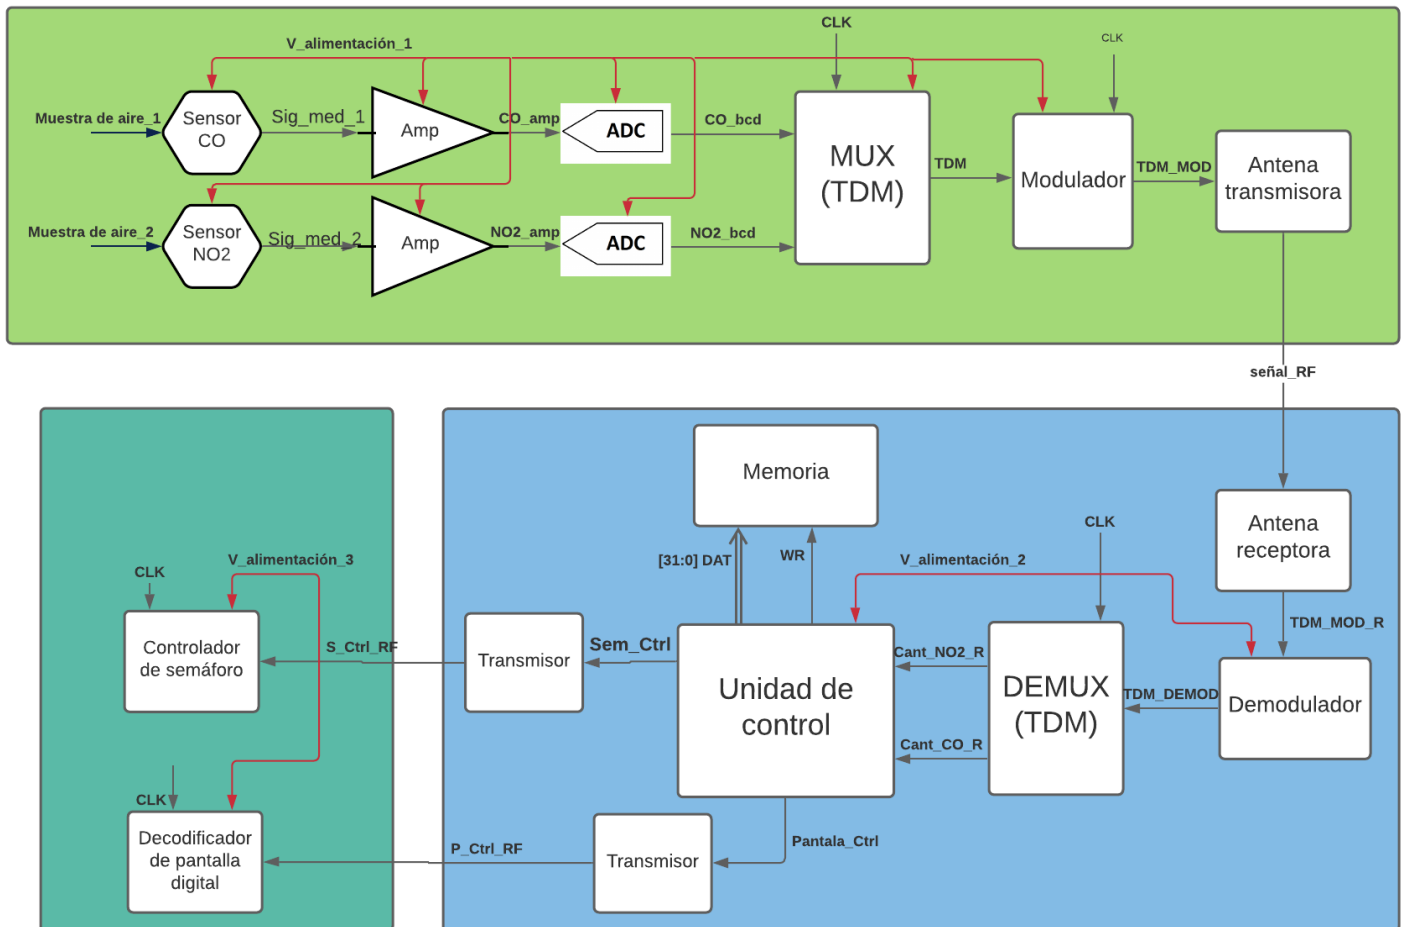 CLK
CLK
V_alimentación_1
Muestra de aire_1
Sensor
CO
Sig_med_1
Amp
CO_amp
ADC
CO_bcd
MUX
(TDM)
TDM
Modulador
TDM_MOD
Antena
transmisora
Muestra de aire_2
Sensor
NO2
Sig_med_2
Amp
NO2_amp
ADC
NO2_bcd
señal_RF
Memoria
Antena
receptora
[31:0] DAT
WR
CLK
V_alimentación_2
TDM_MOD_R
V_alimentación_3
CLK
Controlador
de semáforo
S_Ctrl_RF
Transmisor
Sem_Ctrl
Unidad de
control
Cant_NO2_R
Cant_CO_R
DEMUX
(TDM)
TDM_DEMOD
Demodulador
CLK
Decodificador
de pantalla
digital
P_Ctrl_RF
Transmisor
Pantala_Ctrl